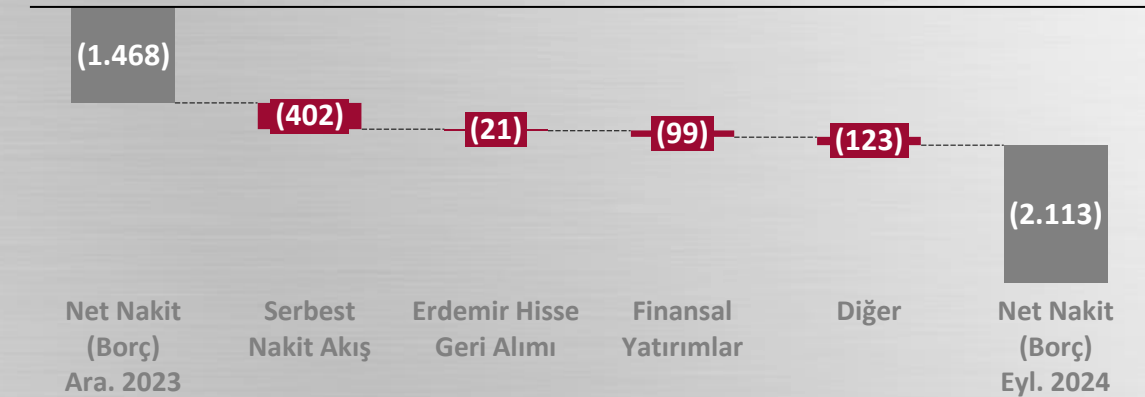 (1.468)
(402)
(21)
(99)
(123)
(2.113)
Net Nakit
(Borç)
Ara. 2023
Serbest
Nakit Akış
Erdemir Hisse
Geri Alımı
Finansal
Yatırımlar
Diğer
Net Nakit
(Borç)
Eyl. 2024